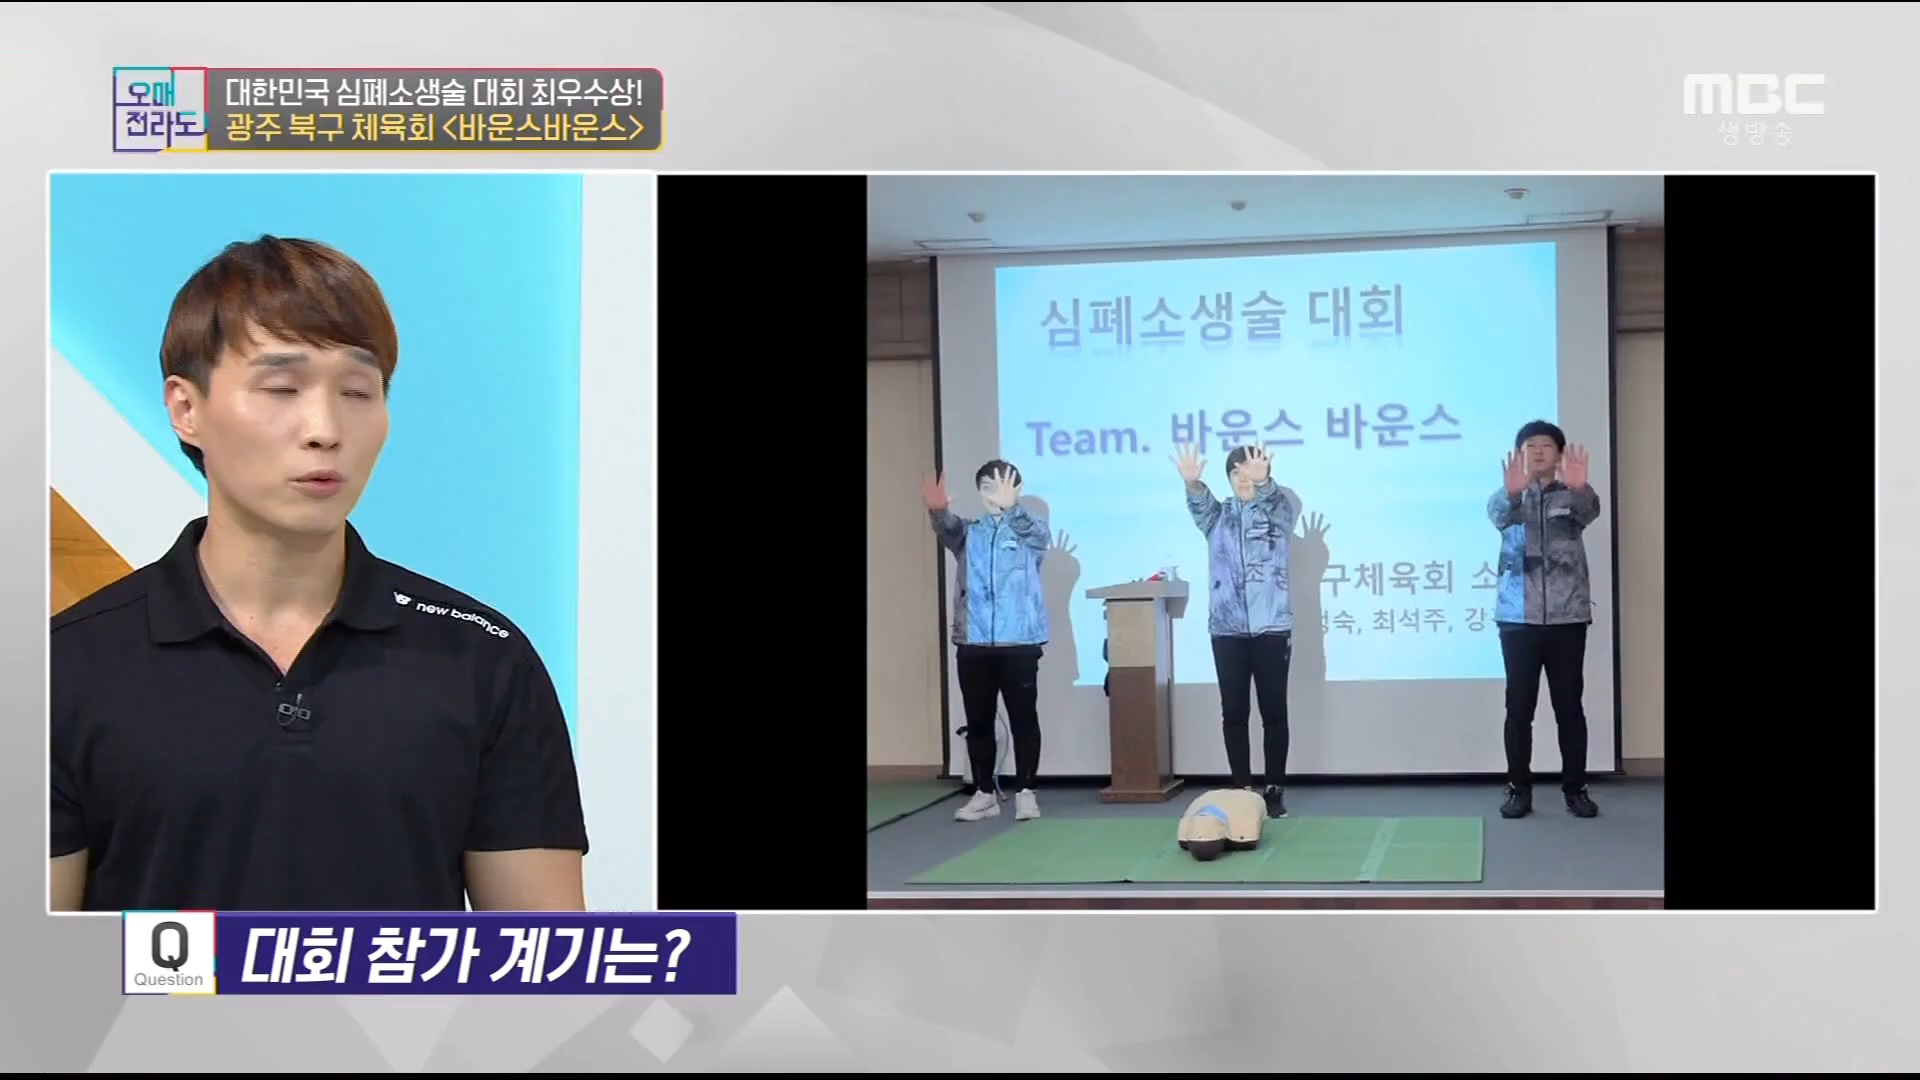 오매
전라도
대한민국 심폐소생술 대회 최우수상!
광주 북구 체육회 <바운스바운스>
MBC
생방송
심폐소생술 대회
Team. 바운스 바운스
구체육회 소
숙, 최석주, 강
new balance
Q
Question
대회 참가 계기는?